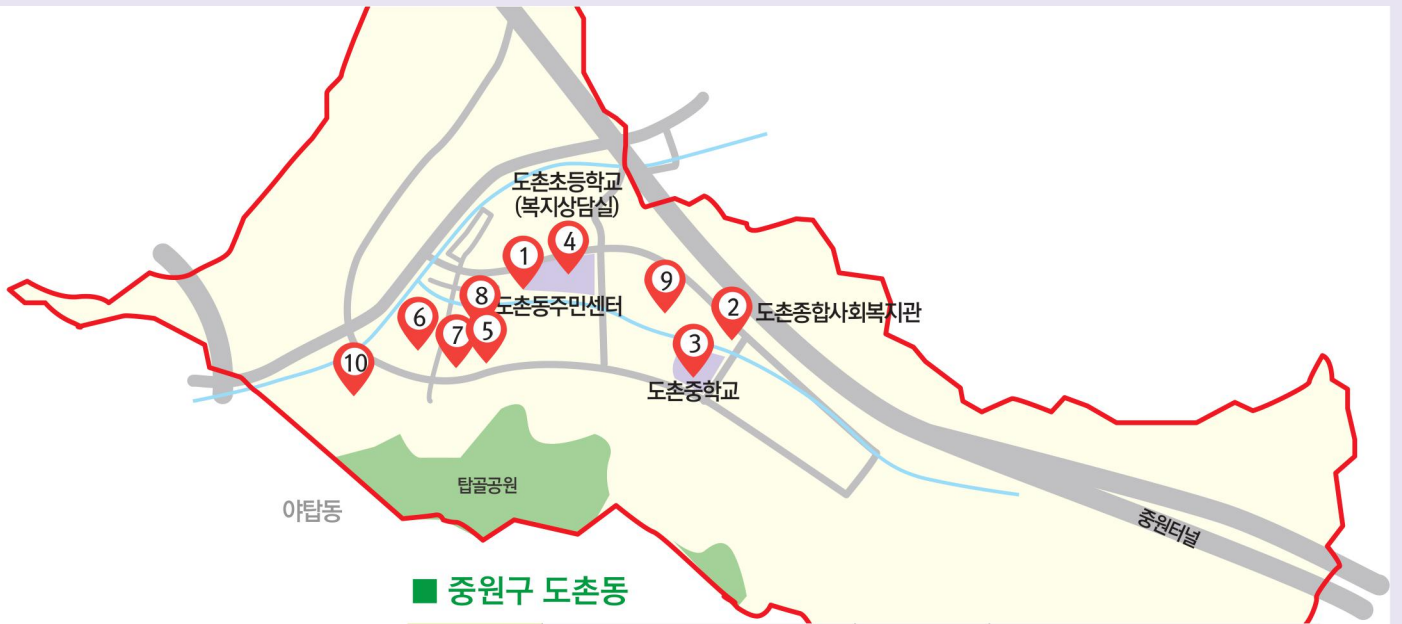 도촌초등학교
(복지상담실)
4
1
9
8
도촌동주민센터
2
도촌종합사회복지관
6
7
5
3
10
도촌중학교
탑골공원
야탑동
중원터널
■ 중원구 도촌동